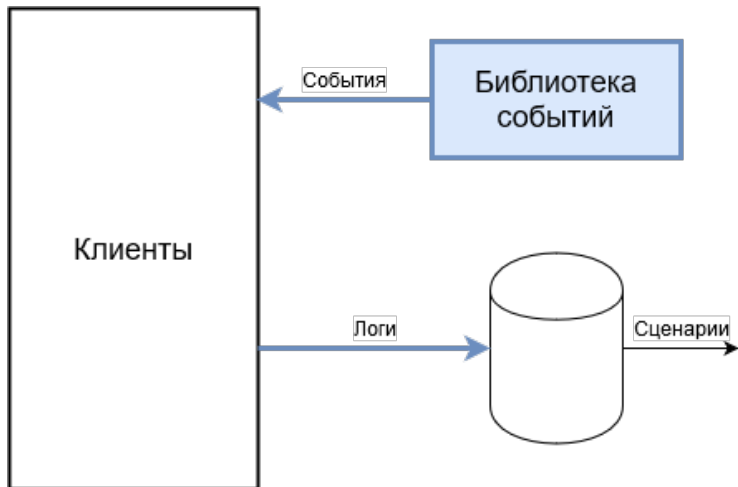 События
Библиотека
событий
Клиенты
Логи
Сценарии